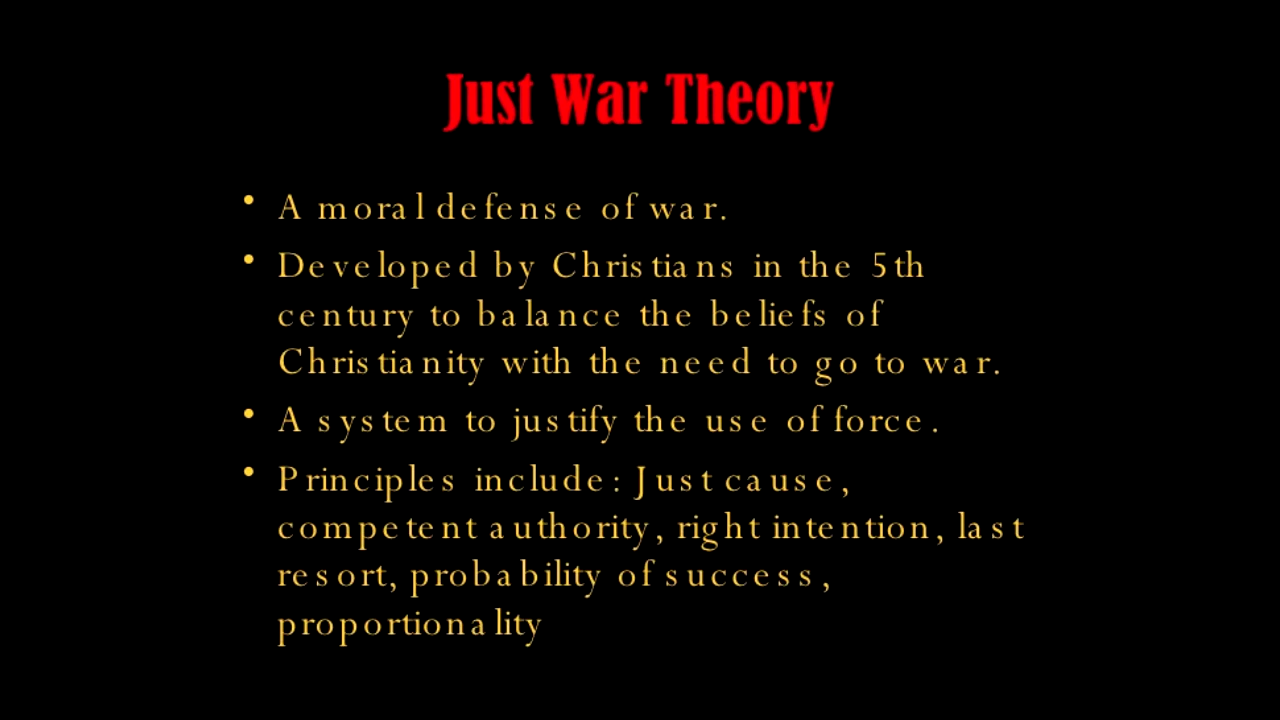 Just War Theory
• A moral defense of war.
• Developed by Christians in the 5th
century to balance the beliefs of
Christianity with the need to go to war.
• A system to justify the use of force.
• Principles include: Just cause,
competent authority, right intention, last
resort, probability of success,
proportionality